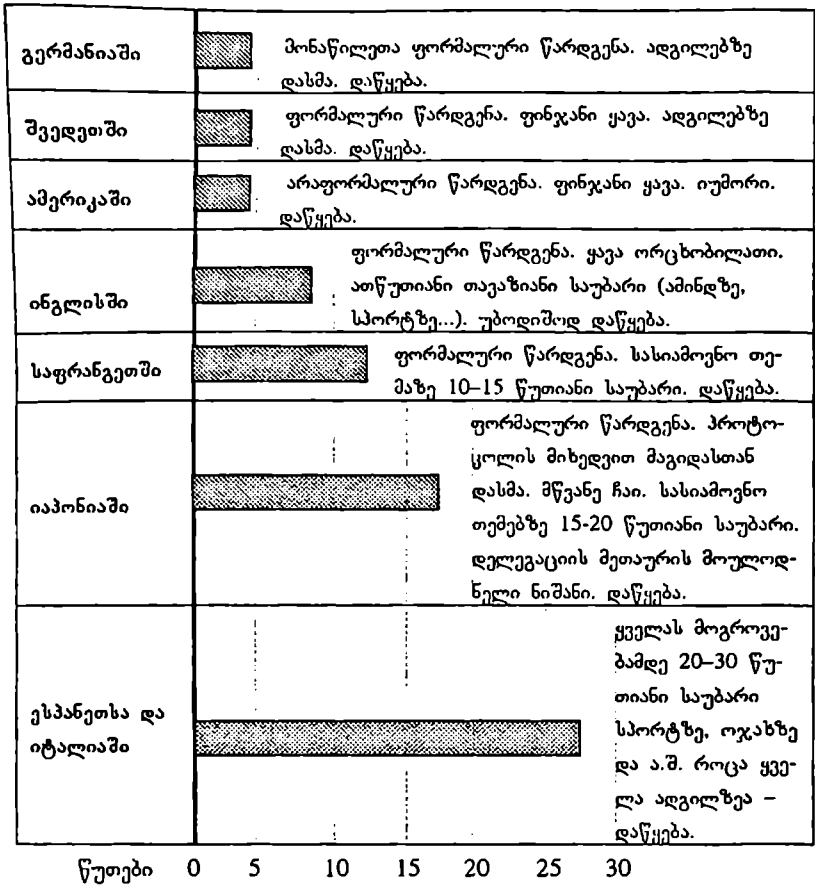 გერმანიაში
მონაწილეთა ფორმალური წარდგენა. ადგილებზე
დასმა. დაწყება.
შვედეთში
ფორმალური წარდგენა. ფინჯანი ყავა. ადგილებზე
დასმა. დაწყება.
ამერიკაში
არაფორმალური წარდგენა. ფინჯანი ყავა. იუმორი.
დაწყება.
ინგლისში
ფორმალური წარდგენა. ყავა ორცხობილათი.
ათწუთიანი თავაზიანი საუბარი (ამინდზე,
სპორტზე...). უბოდიშოდ დაწყება.
საფრანგეთში
ფორმალური წარდგენა. სასიამოვნო თე-
მაზე 10–15 წუთიანი საუბარი. დაწყება.
იაპონიაში
ფორმალური წარდგენა. პროტო-
კოლის მიხედვით მაგიდასთან
დასმა. მწვანე ჩაი. სასიამოვნო
თემებზე 15-20 წუთიანი საუბარი.
დელეგაციის მეთაურის მოულოდ-
ნელი ნიშანი. დაწყება.
ესპანეთსა და
იტალიაში
ყველას მოგროვე-
ბამდე 20–30 წუ-
თიანი საუბარი
სპორტზე, ოჯახზე
და ა.შ. როცა ყვე-
ლა ადგილზეა –
დაწყება.
წუთები 0 5 10 15 20 25 30